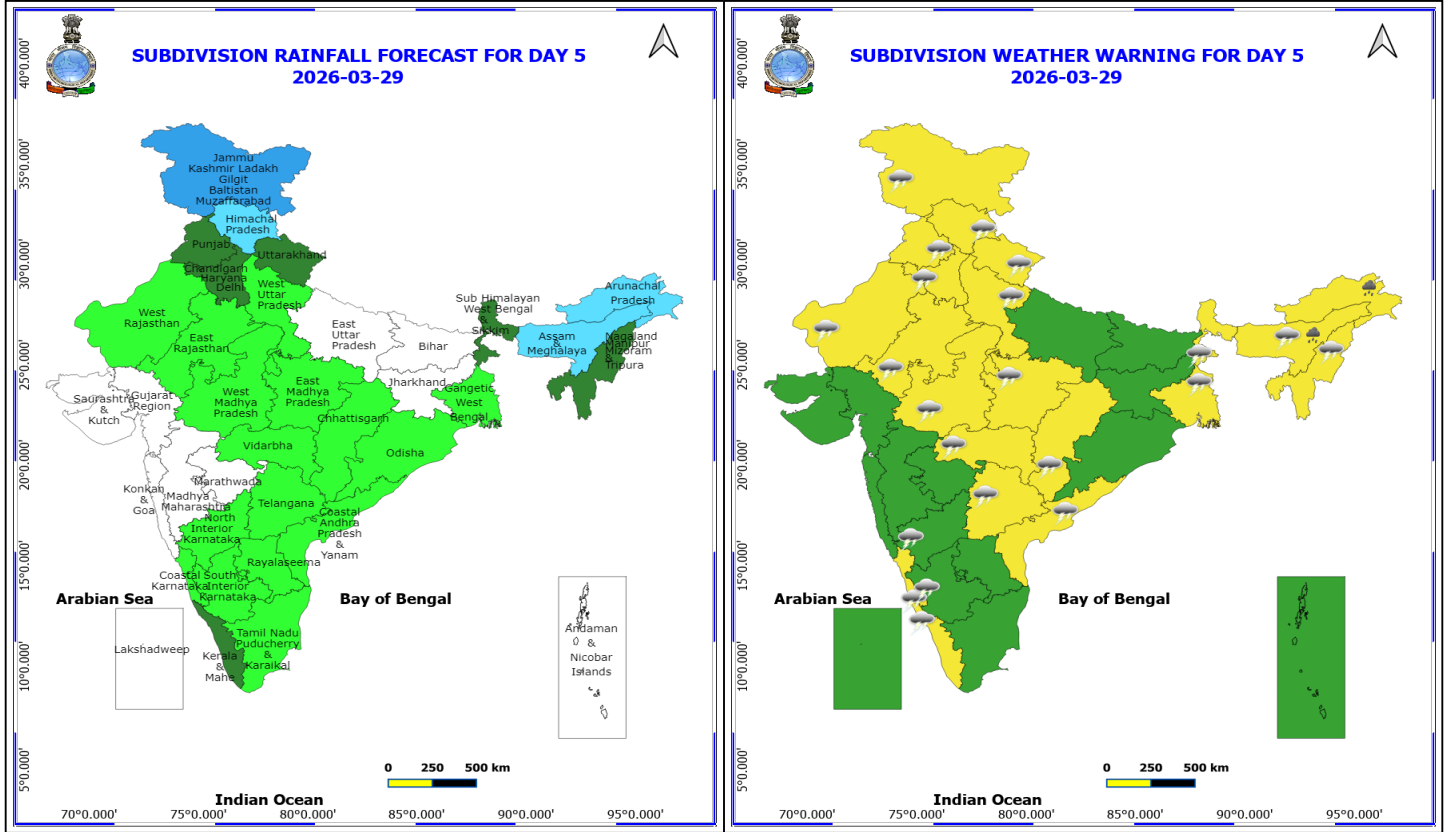 SUBDIVISION RAINFALL FORECAST FOR DAY 5
2026-03-29
40°0.000'
35°0.000'
30°0.000'
25°0.000'
20°0.000'
15°0.000'
10°0.000'
5°0.000'
Jammu
Kashmir Ladakh
Gilgit
Baltistan
Muzaffarabad
Himachal
Pradesh
Punjab
Uttarakhand
Chandigarh
Haryana
Delhi
West
Uttar
Pradesh
West
Rajasthan
East
Rajasthan
East
Uttar
Pradesh
Bihar
Sub Himalayan
West Bengal
&
Sikkim
Arunachal
Pradesh
Assam
&
Meghalaya
Nagaland
Manipur
&
Mizoram
Tripura
Saurashtra
&
Kutch
Gujarat
Region
West
Madhya
Pradesh
East
Madhya
Pradesh
Jharkhand
Gangetic
West
Bengal
Chhattisgarh
Vidarbha
Odisha
Konkan
&
Goa
Madhya
Maharashtra
Marathwada
Telangana
North
Interior
Karnataka
Coastal
Andhra
Pradesh
&
Yanam
Rayalaseema
Coastal
Karnataka
South
Interior
Karnataka
Tamil Nadu
Puducherry
&
Karaikal
Kerala
&
Mahe
Lakshadweep
Andaman
&
Nicobar
Islands
Arabian Sea
Bay of Bengal
Indian Ocean
0 250 500 km
70°0.000' 75°0.000' 80°0.000' 85°0.000' 90°0.000' 95°0.000'
SUBDIVISION WEATHER WARNING FOR DAY 5
2026-03-29
40°0.000'
35°0.000'
30°0.000'
25°0.000'
20°0.000'
15°0.000'
10°0.000'
5°0.000'
Arabian Sea
Bay of Bengal
Indian Ocean
0 250 500 km
70°0.000' 75°0.000' 80°0.000' 85°0.000' 90°0.000' 95°0.000'